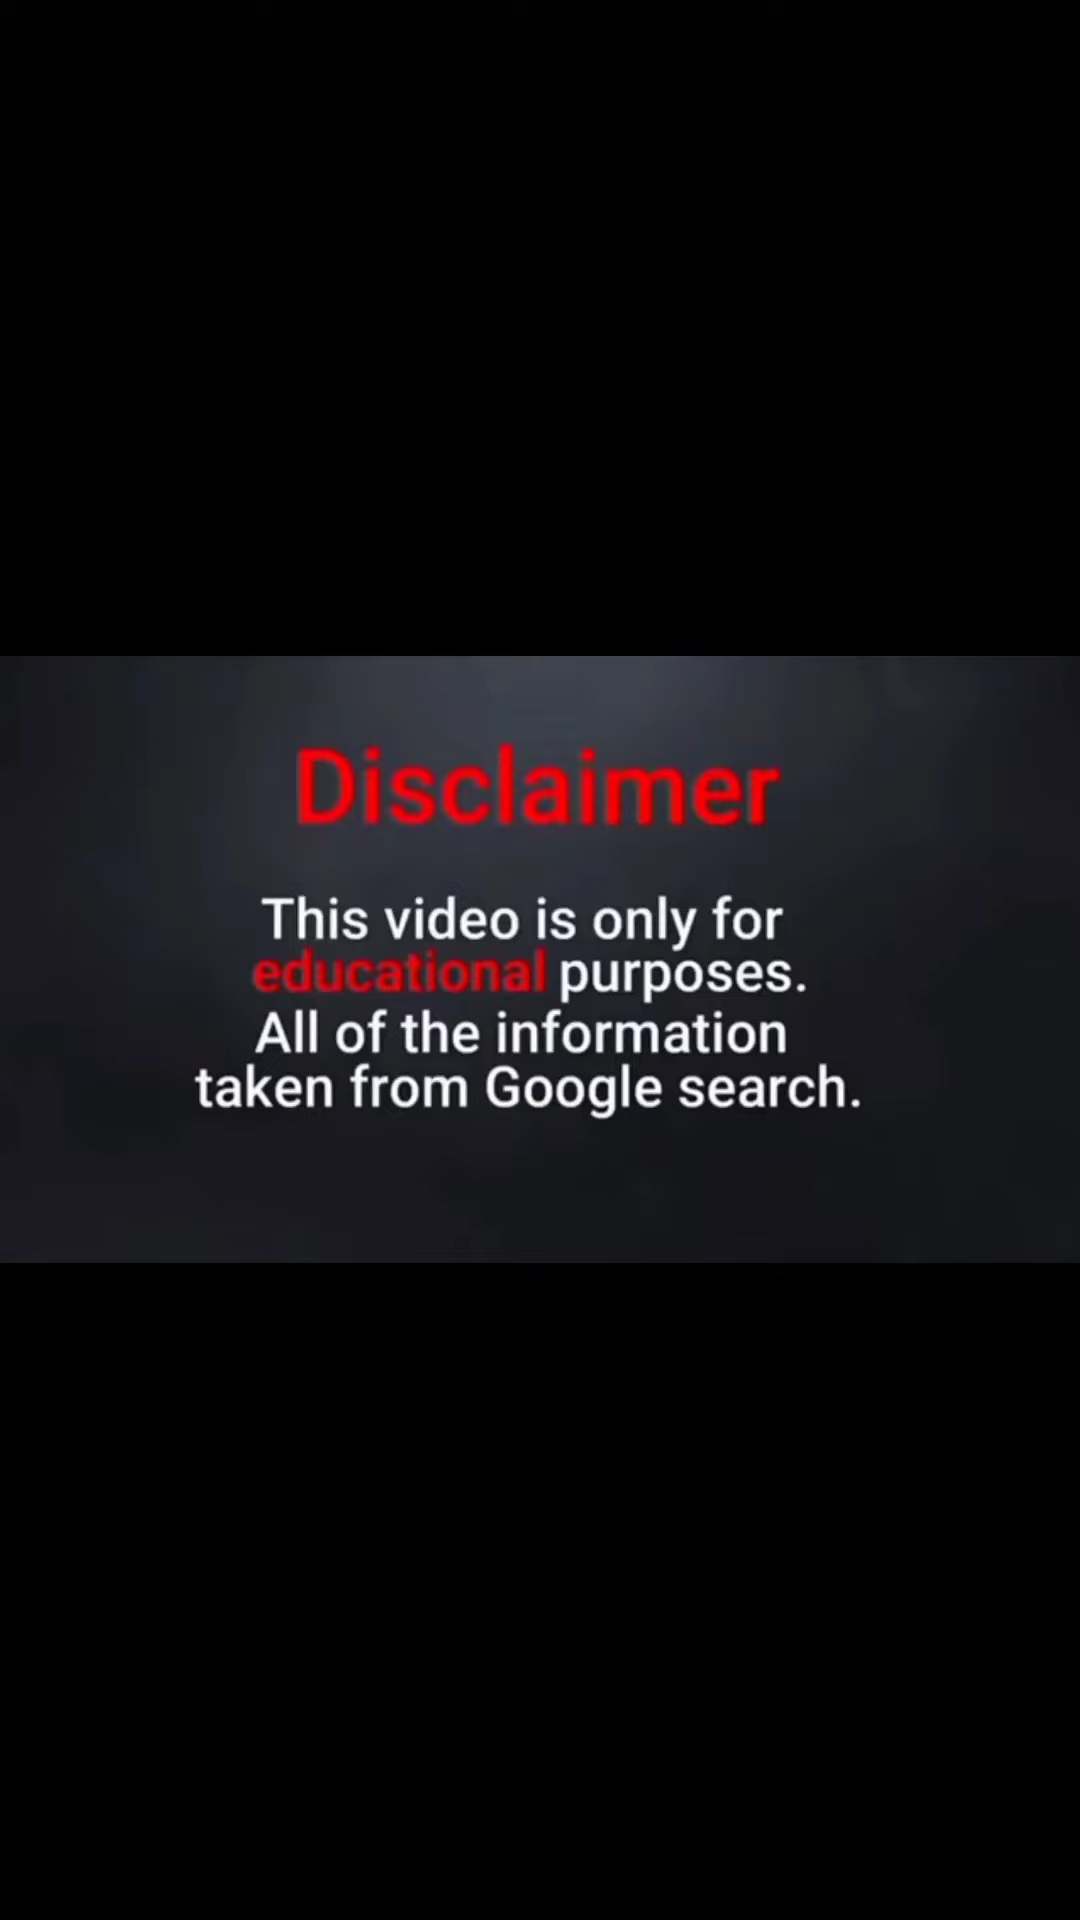 Disclaimer
This video is only for
educational purposes.
All of the information
taken from Google search.